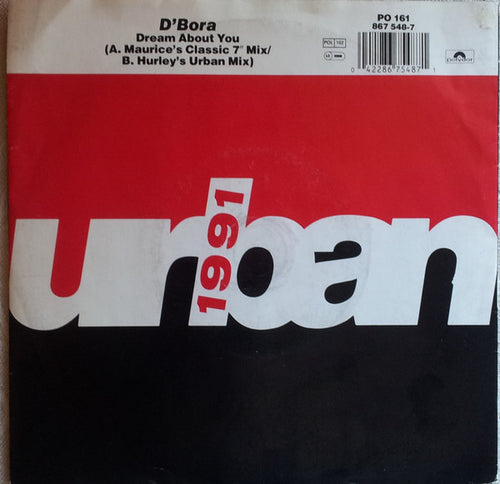 D'Bora
Dream About You
(A. Maurice's Classic 7" Mix/
B. Hurley's Urban Mix)
PO 161
867 548-7
0 42286 75487 1
polydor
urban
1991